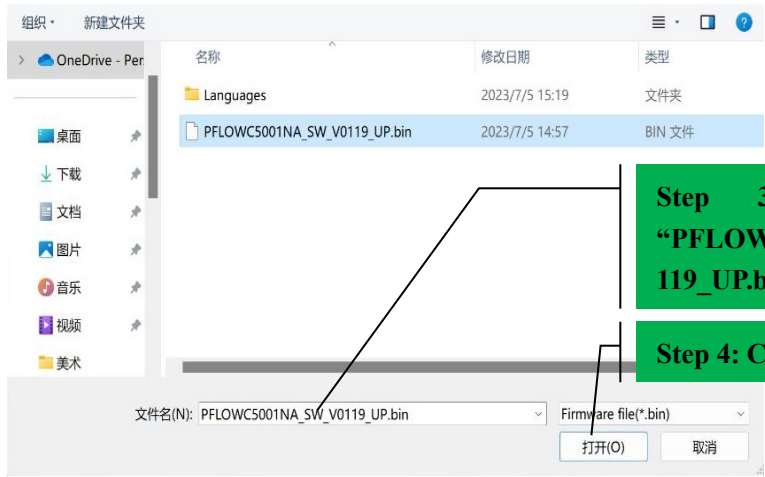 组织
新建文件夹
OneDrive - Per
名称
修改日期
类型
Languages
2023/7/5 15:19
文件夹
桌面
PFLOWC5001NA_SW_V0119_UP.bin
2023/7/5 14:57
BIN 文件
下载
文档
图片
音乐
视频
美术
Step 3
“PFLOW
119_UP.b
Step 4: C
文件名(N): PFLOWC5001NA_SW_V0119_UP.bin
Firmware file(*.bin)
打开(O)
取消